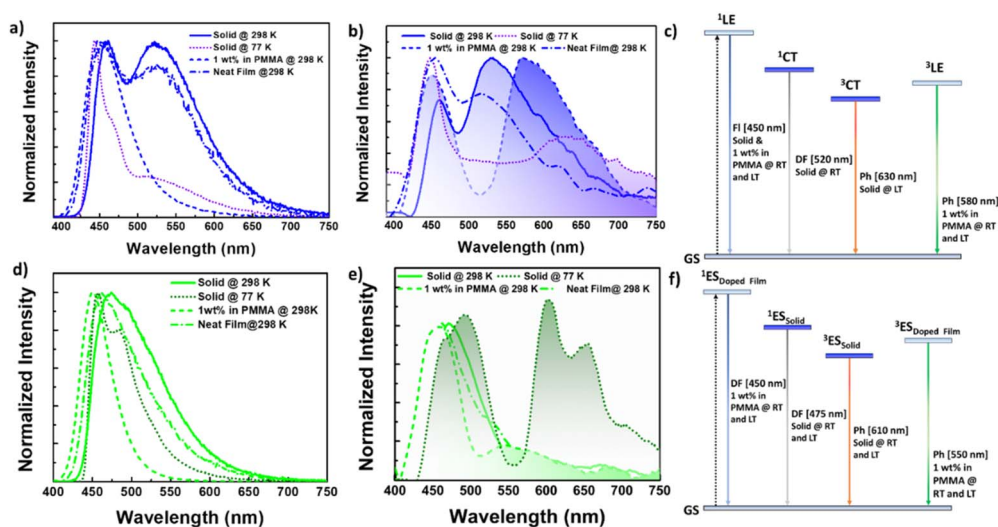 a)
Solid @ 298 K
Solid @ 77 K
1 wt% in PMMA @ 298 K
Neat Film @298 K
Normalized Intensity
400 450 500 550 600 650 700 750
Wavelength (nm)
b)
Solid @ 298 K
Solid @ 77 K
1 wt% in PMMA @ 298 K
Neat Film @298 K
Normalized Intensity
400 450 500 550 600 650 700 750
Wavelength (nm)
c)
¹LE
¹CT
³CT
³LE
Fl [450 nm]
Solid &
1 wt% in
PMMA @ RT
and LT
DF [520 nm]
Solid @ RT
Ph [630 nm]
Solid @ LT
Ph [580 nm]
1 wt% in
PMMA @ RT
and LT
GS
d)
Solid @ 298 K
Solid @ 77 K
1wt% in PMMA @ 298K
Neat Film@298 K
Normalized Intensity
400 450 500 550 600 650 700 750
Wavelength (nm)
e)
Solid @ 298 K
Solid @ 77 K
1 wt% in PMMA @ 298 K
Neat Film@ 298 K
Normalized Intensity
400 450 500 550 600 650 700 750
Wavelength (nm)
f)
¹ES Doped Film
¹ES Solid
³ES Solid
³ES Doped Film
DF [450 nm]
1 wt% in
PMMA @ RT
and LT
DF [475 nm]
Solid @ RT
and LT
Ph [610 nm]
Solid @ RT
and LT
Ph [550 nm]
1 wt% in
PMMA @
RT and LT
GS